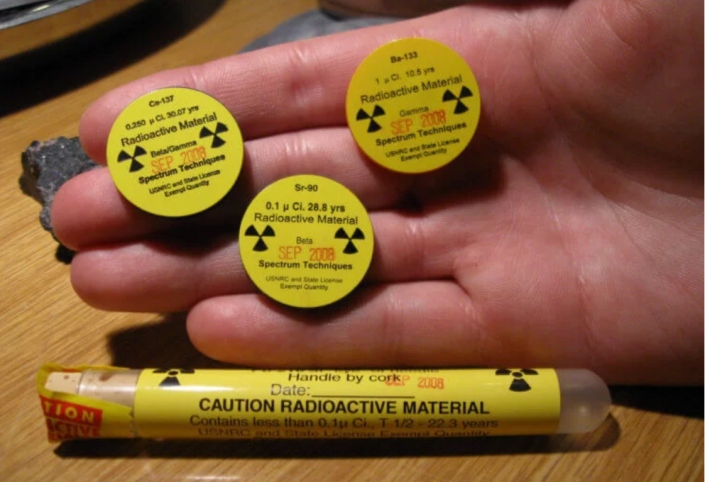 Cs-137
0.250 μ Ci. 30.07 yrs
Radioactive Material
Beta/Gamma
SEP 2008
Spectrum Techniques
USNRC and State License
Exempt Quantity
Ba-133
1 μ Ci. 10.5 yrs
Radioactive Material
Gamma
SEP 2008
Spectrum Techniques
USNRC and State License
Exempt Quantity
Sr-90
0.1 μ Ci. 28.8 yrs
Radioactive Material
Beta
SEP 2008
Spectrum Techniques
USNRC and State License
Exempt Quantity
Handle by cork SEP 2008
Date:
CAUTION RADIOACTIVE MATERIAL
Contains less than 0.1μ Ci., T 1/2 - 22.3 years
USNRC and State License Exempt Quantity
TION
ACTIVE